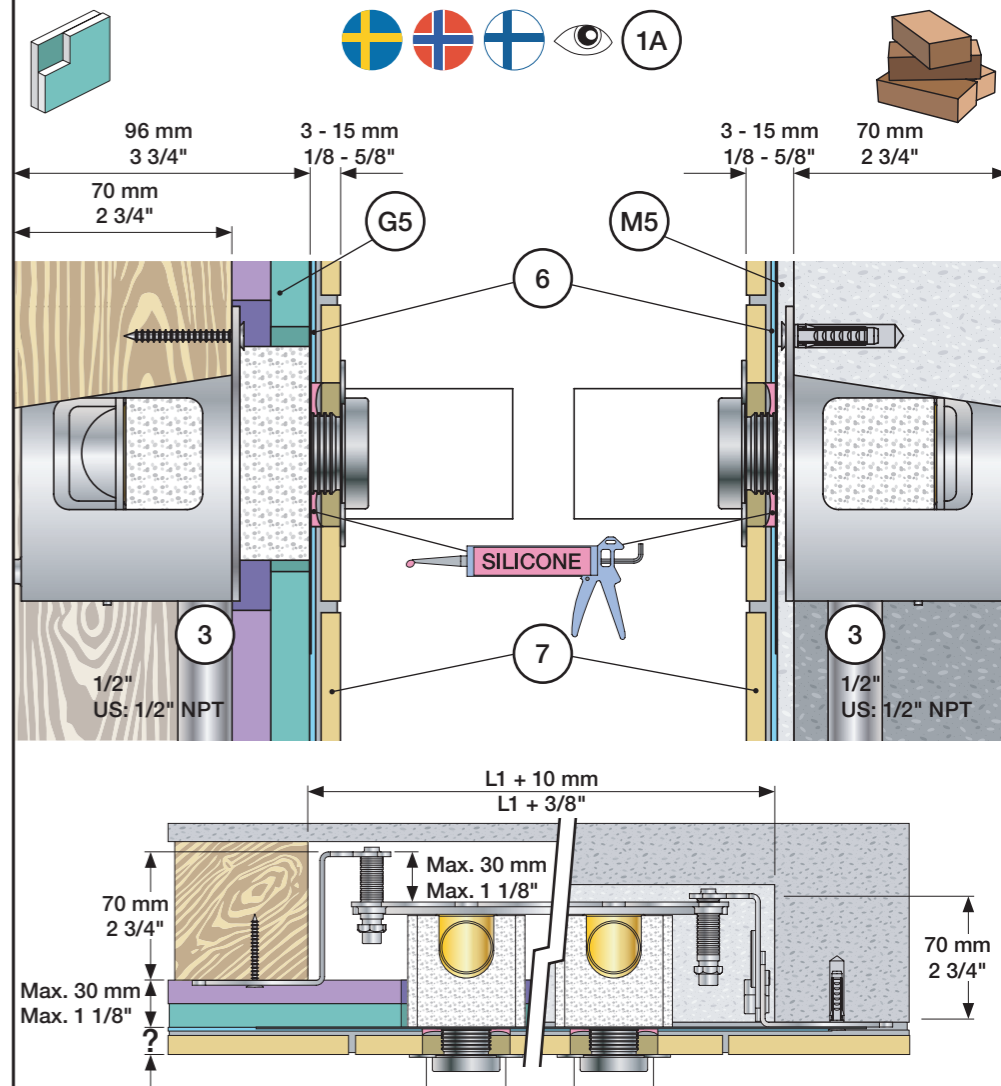 1A
96 mm
3 3/4"
3 - 15 mm
1/8 - 5/8"
3 - 15 mm
1/8 - 5/8"
70 mm
2 3/4"
70 mm
2 3/4"
G5
M5
6
SILICONE
3
7
3
1/2"
US: 1/2" NPT
1/2"
US: 1/2" NPT
L1 + 10 mm
L1 + 3/8"
Max. 30 mm
Max. 1 1/8"
70 mm
2 3/4"
70 mm
2 3/4"
Max. 30 mm
Max. 1 1/8"
?